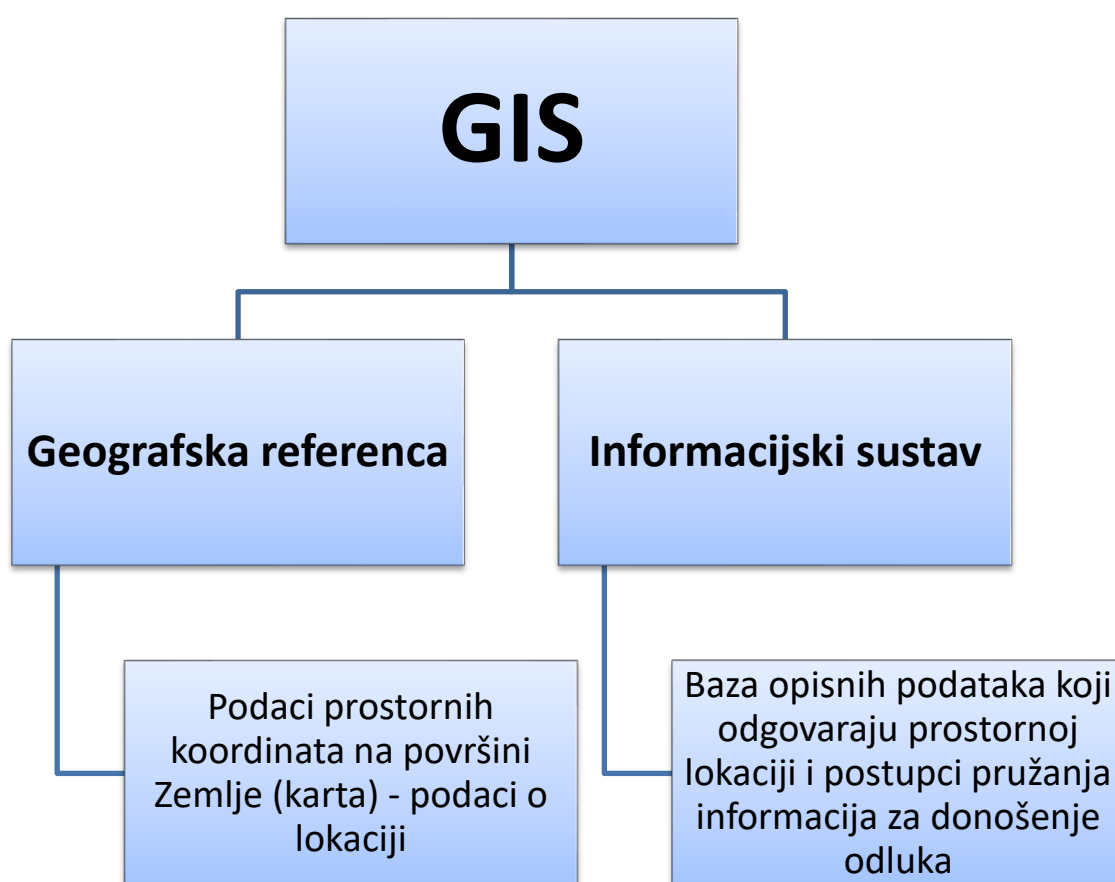 GIS
Geografska referenca
Informacijski sustav
Podaci prostornih
koordinata na površini
Zemlje (karta) - podaci o
lokaciji
Baza opisnih podataka koji
odgovaraju prostornoj
lokaciji i postupci pružanja
informacija za donošenje
odluka